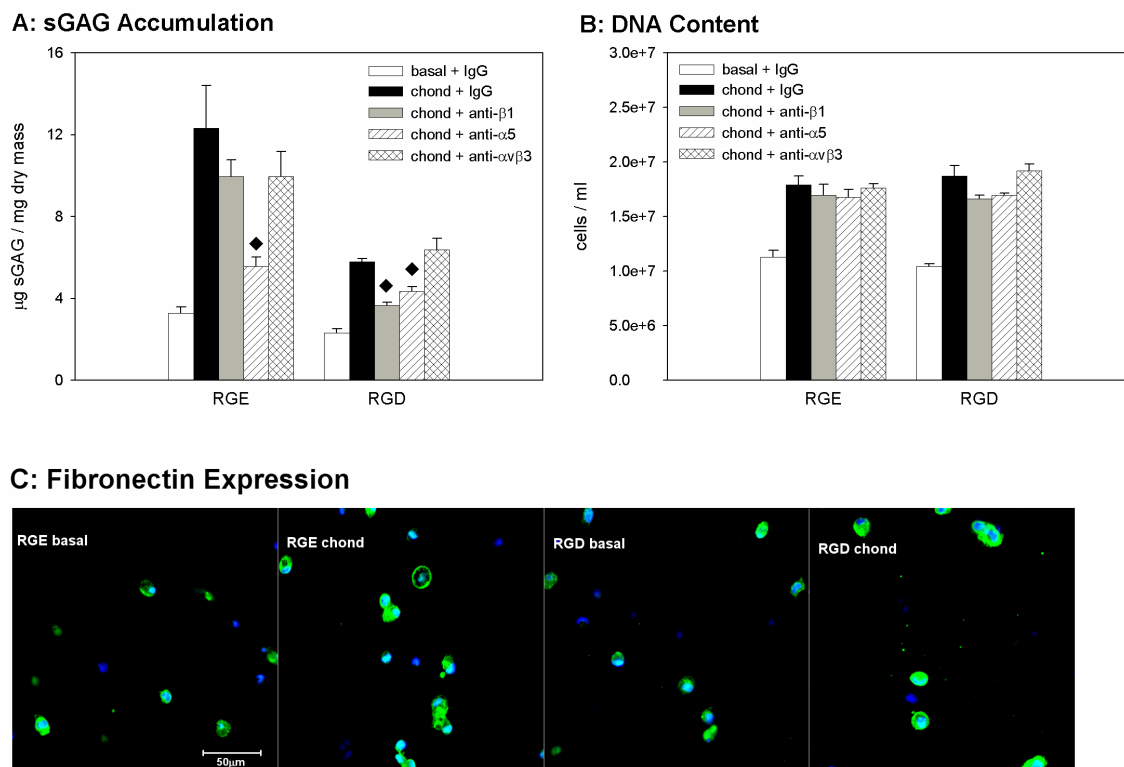 A: sGAG Accumulation
16
12
8
4
0
µg sGAG / mg dry mass
basal + IgG
chond + IgG
chond + anti-β1
chond + anti-α5
chond + anti-αvβ3
RGE
RGD
B: DNA Content
3.0e+7
2.5e+7
2.0e+7
1.5e+7
1.0e+7
5.0e+6
0.0
cells / ml
basal + IgG
chond + IgG
chond + anti-β1
chond + anti-α5
chond + anti-αvβ3
RGE
RGD
C: Fibronectin Expression
RGE basal
RGE chond
RGD basal
RGD chond
50µm